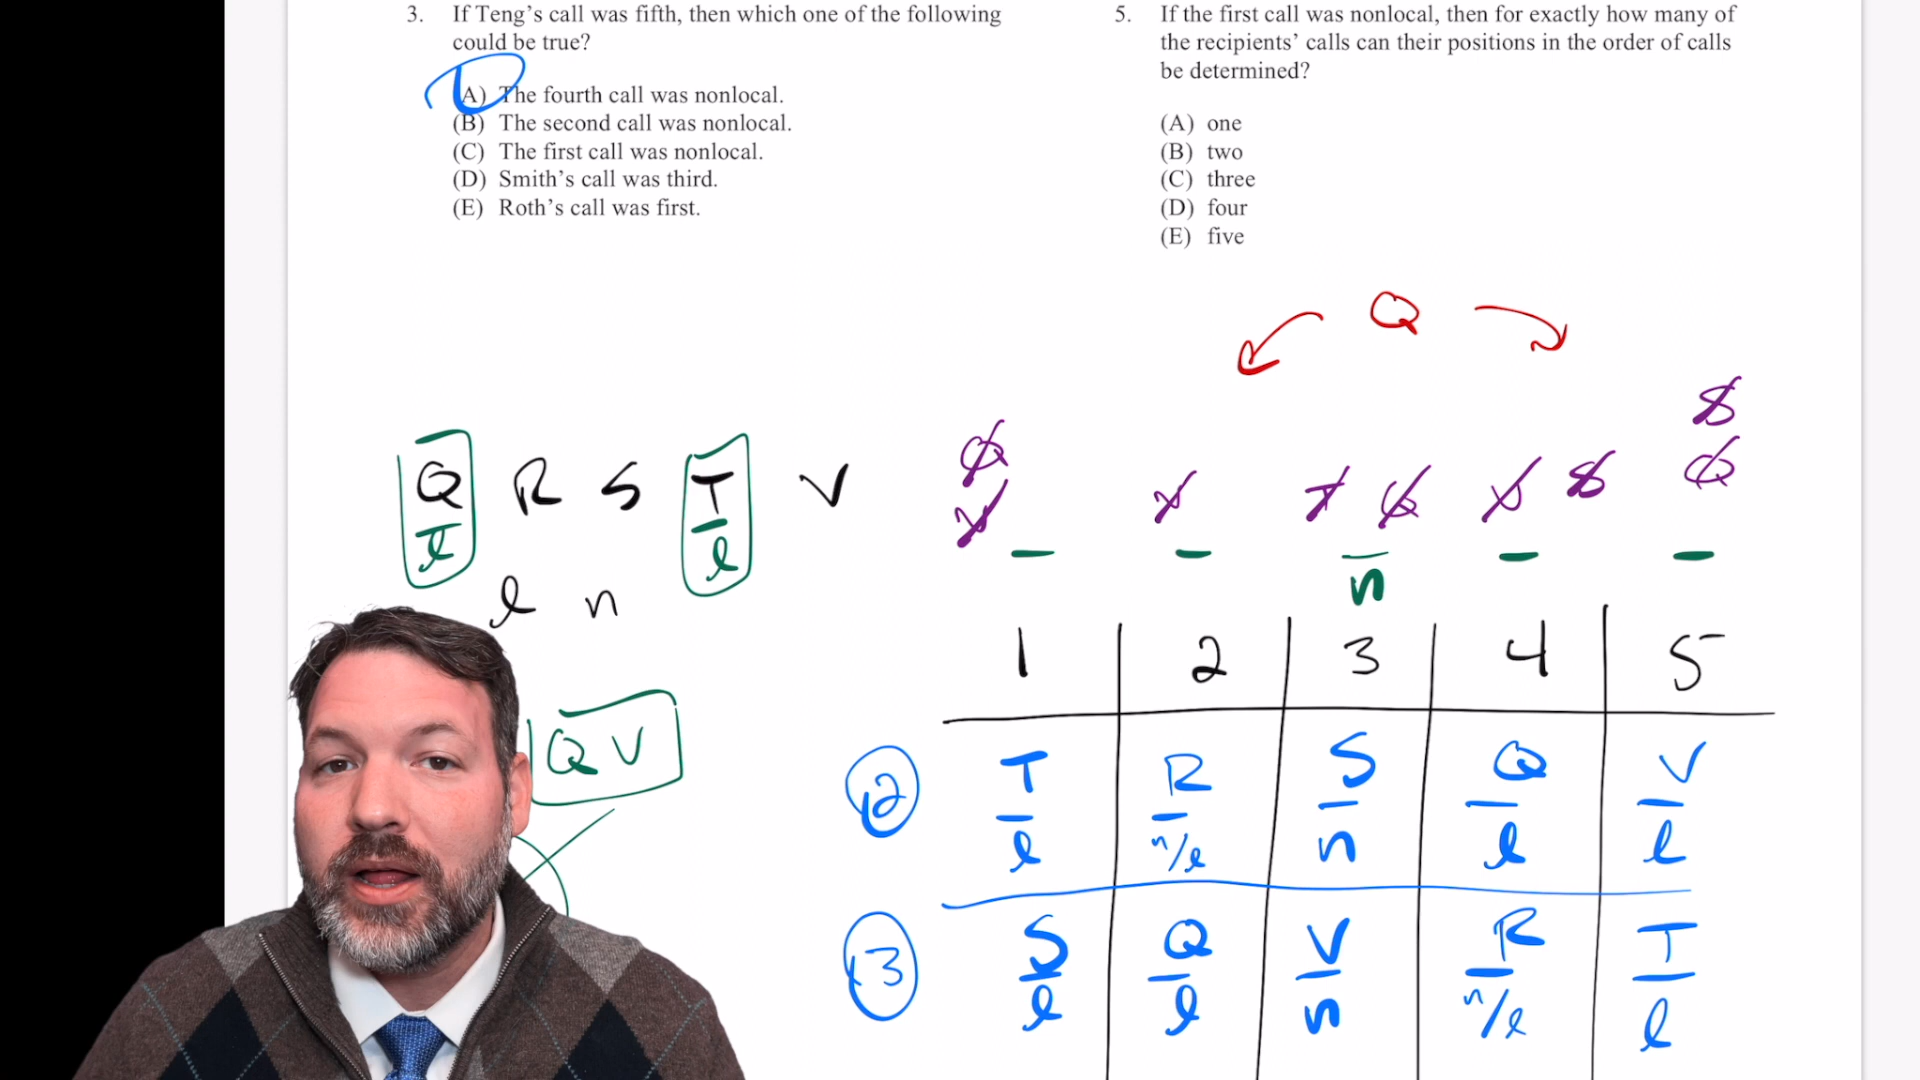 3. If Teng's call was fifth, then which one of the following
could be true?
A) The fourth call was nonlocal.
(B) The second call was nonlocal.
(C) The first call was nonlocal.
(D) Smith's call was third.
(E) Roth's call was first.
5. If the first call was nonlocal, then for exactly how many of
the recipients' calls can their positions in the order of calls
be determined?
(A) one
(B) two
(C) three
(D) four
(E) five
Q
S
Q Q
V V T Q V S
n
Q R S T V
l l
l n
1 2 3 4 5
QV
12 T R S Q V
l n/l n l l
13 S Q V R T
l l n n/l l